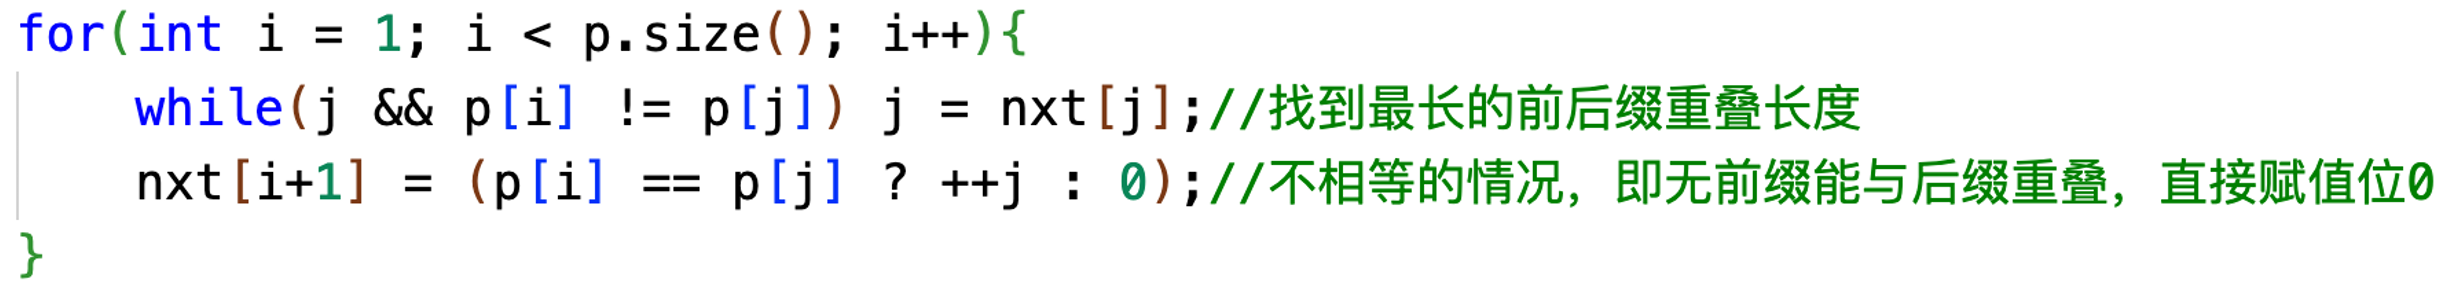 for(int i = 1; i < p.size(); i++){
    while(j && p[i] != p[j]) j = nxt[j];//找到最长的前后缀重叠长度
    nxt[i+1] = (p[i] == p[j] ? ++j : 0);//不相等的情况，即无前缀能与后缀重叠，直接赋值位0
}